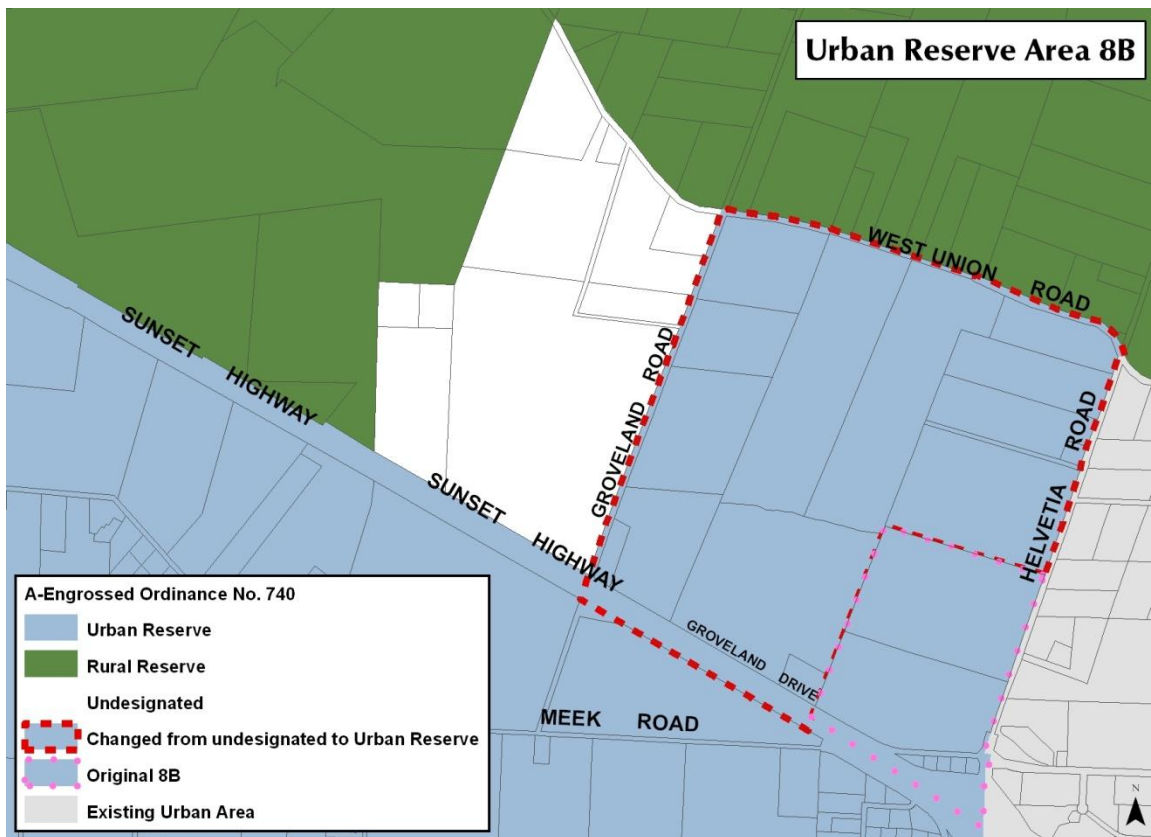 Urban Reserve Area 8B
WEST UNION ROAD
SUNSET HIGHWAY
GROVELAND ROAD
SUNSET HIGHWAY
HELVETIA ROAD
GROVELAND DRIVE
MEEK ROAD
A-Engrossed Ordinance No. 740
Urban Reserve
Rural Reserve
Undesignated
Changed from undesignated to Urban Reserve
Original 8B
Existing Urban Area
N